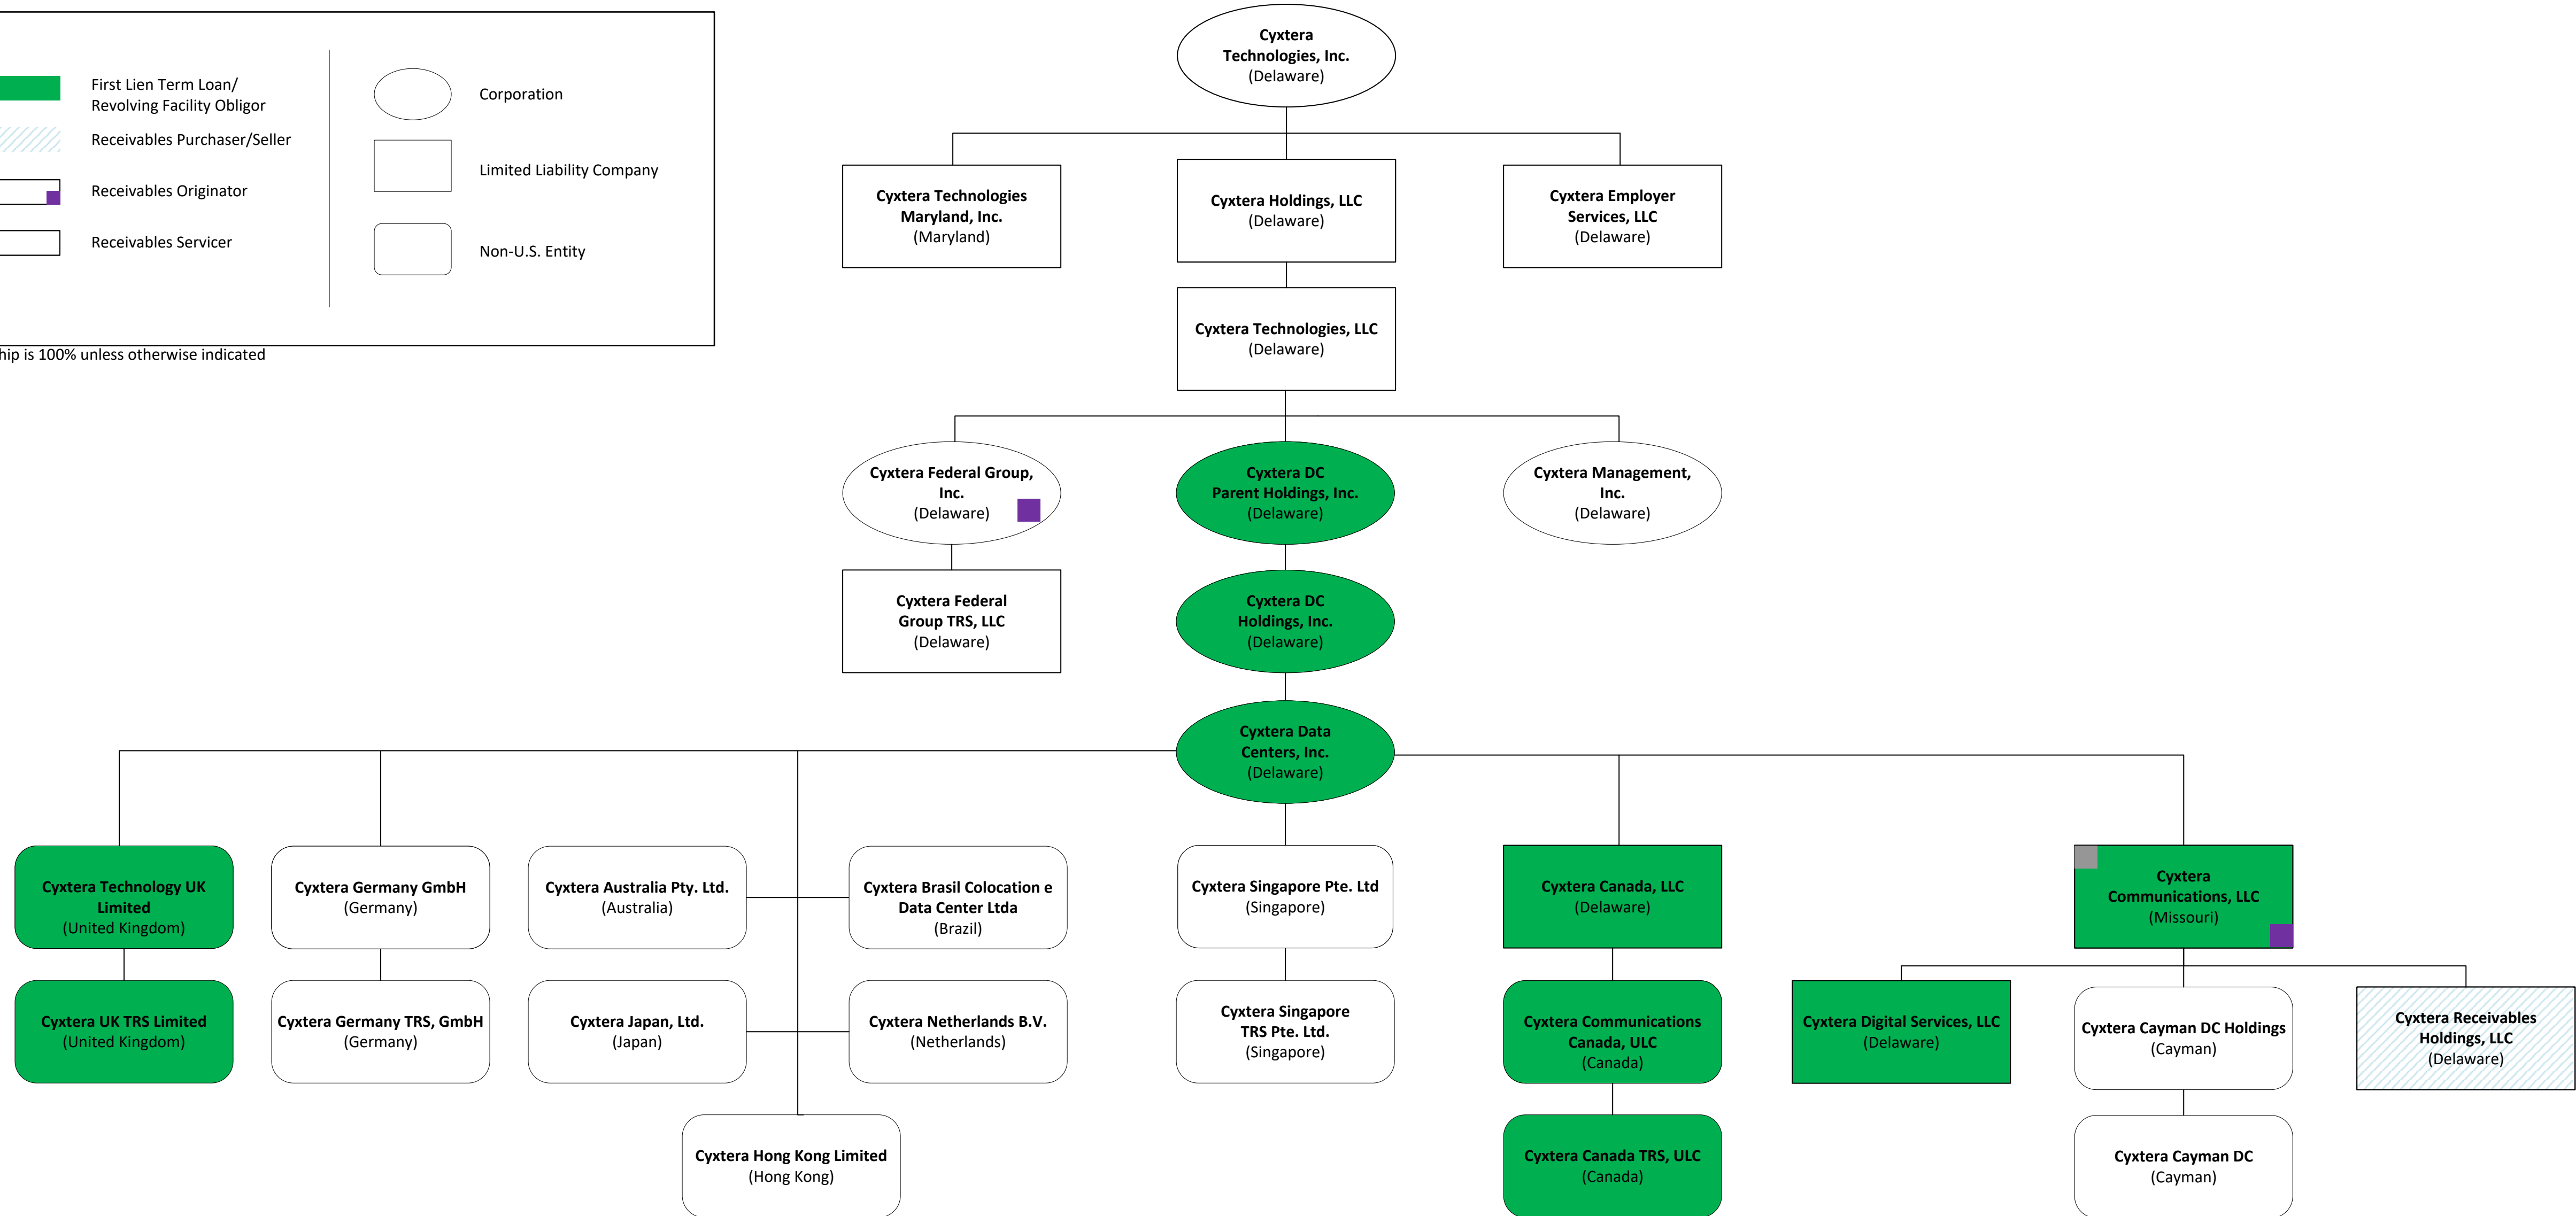 First Lien Term Loan/
Revolving Facility Obligor
Receivables Purchaser/Seller
Receivables Originator
Receivables Servicer
Corporation
Limited Liability Company
Non-U.S. Entity
hip is 100% unless otherwise indicated
Cyxtera
Technologies, Inc.
(Delaware)
Cyxtera Technologies
Maryland, Inc.
(Maryland)
Cyxtera Holdings, LLC
(Delaware)
Cyxtera Employer
Services, LLC
(Delaware)
Cyxtera Technologies, LLC
(Delaware)
Cyxtera Federal Group,
Inc.
(Delaware)
Cyxtera DC
Parent Holdings, Inc.
(Delaware)
Cyxtera Management,
Inc.
(Delaware)
Cyxtera Federal
Group TRS, LLC
(Delaware)
Cyxtera DC
Holdings, Inc.
(Delaware)
Cyxtera Data
Centers, Inc.
(Delaware)
Cyxtera Technology UK
Limited
(United Kingdom)
Cyxtera Germany GmbH
(Germany)
Cyxtera Australia Pty. Ltd.
(Australia)
Cyxtera Brasil Colocation e
Data Center Ltda
(Brazil)
Cyxtera Singapore Pte. Ltd
(Singapore)
Cyxtera Canada, LLC
(Delaware)
Cyxtera
Communications, LLC
(Missouri)
Cyxtera UK TRS Limited
(United Kingdom)
Cyxtera Germany TRS, GmbH
(Germany)
Cyxtera Japan, Ltd.
(Japan)
Cyxtera Netherlands B.V.
(Netherlands)
Cyxtera Singapore
TRS Pte. Ltd.
(Singapore)
Cyxtera Communications
Canada, ULC
(Canada)
Cyxtera Digital Services, LLC
(Delaware)
Cyxtera Cayman DC Holdings
(Cayman)
Cyxtera Receivables
Holdings, LLC
(Delaware)
Cyxtera Hong Kong Limited
(Hong Kong)
Cyxtera Canada TRS, ULC
(Canada)
Cyxtera Cayman DC
(Cayman)